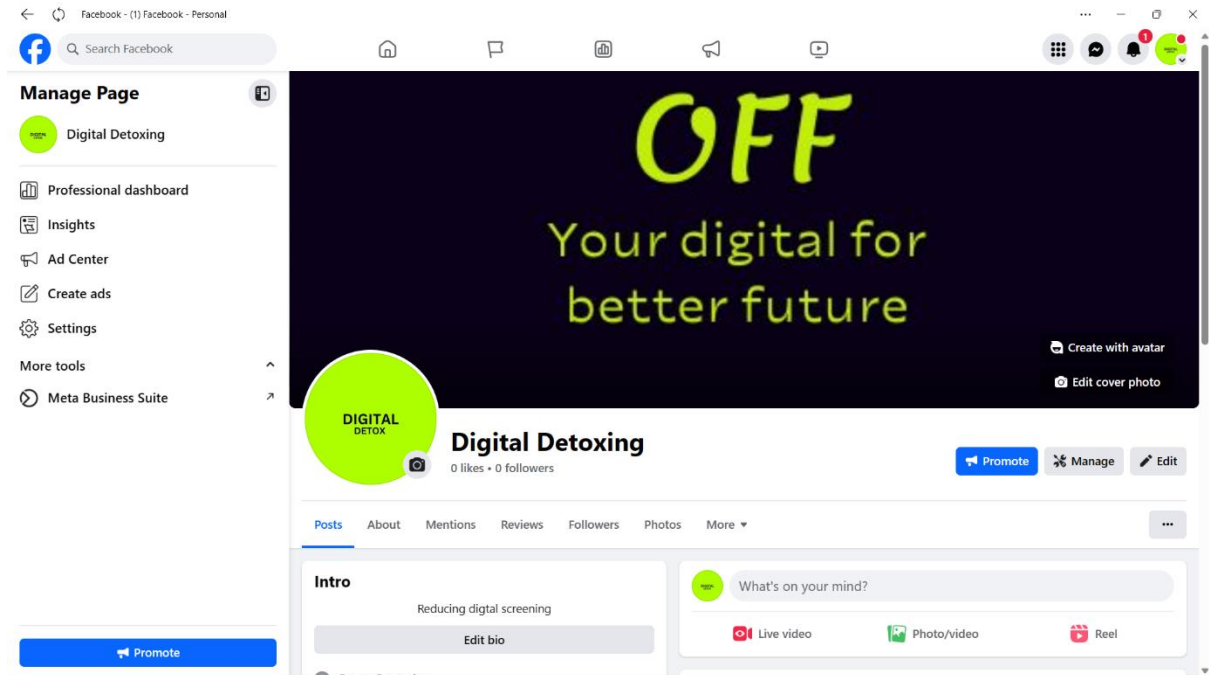 Facebook - (1) Facebook - Personal
Search Facebook
1
Manage Page
Digital Detoxing
Professional dashboard
Insights
Ad Center
Create ads
Settings
More tools
Meta Business Suite
Promote
OFF
Your digital for
better future
Create with avatar
Edit cover photo
DIGITAL
DETOX
Digital Detoxing
0 likes • 0 followers
Promote
Manage
Edit
Posts About Mentions Reviews Followers Photos More
Intro
Reducing digtal screening
Edit bio
What's on your mind?
Live video
Photo/video
Reel